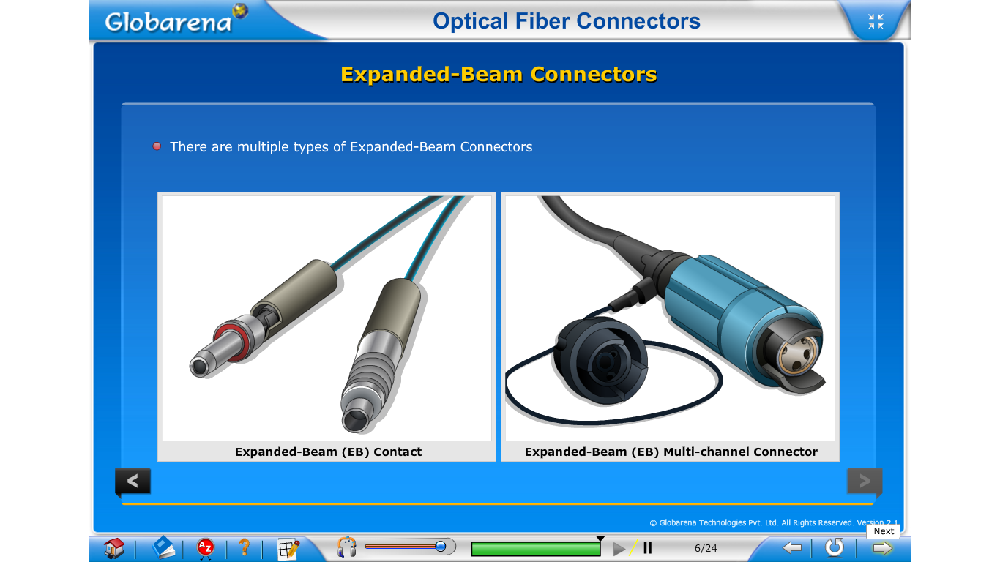 Globarena
Optical Fiber Connectors
Expanded-Beam Connectors
There are multiple types of Expanded-Beam Connectors
Expanded-Beam (EB) Contact
Expanded-Beam (EB) Multi-channel Connector
<
>
© Globarena Technologies Pvt. Ltd. All Rights Reserved. Version 2.1
Next
AZ
?
6/24